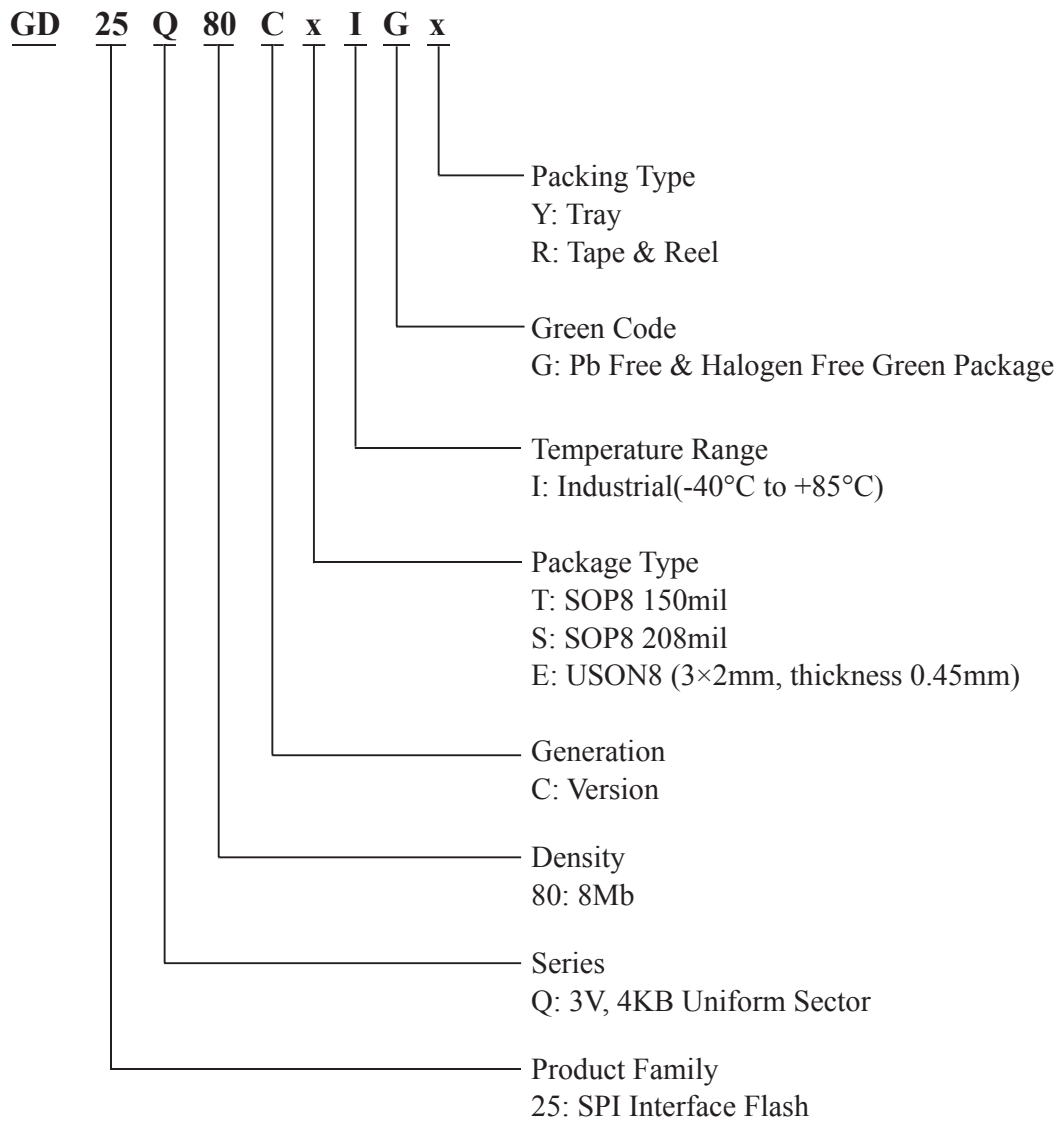 GD 25 Q 80 C x I G x
Packing Type
Y: Tray
R: Tape & Reel
Green Code
G: Pb Free & Halogen Free Green Package
Temperature Range
I: Industrial(-40°C to +85°C)
Package Type
T: SOP8 150mil
S: SOP8 208mil
E: USON8 (3×2mm, thickness 0.45mm)
Generation
C: Version
Density
80: 8Mb
Series
Q: 3V, 4KB Uniform Sector
Product Family
25: SPI Interface Flash